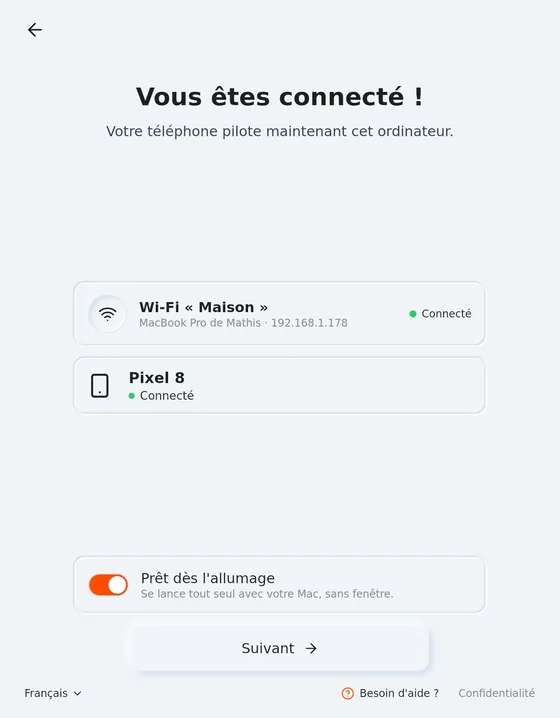 Vous êtes connecté !
Votre téléphone pilote maintenant cet ordinateur.
Wi-Fi « Maison »
MacBook Pro de Mathis · 192.168.1.178
Connecté
Pixel 8
Connecté
Prêt dès l'allumage
Se lance tout seul avec votre Mac, sans fenêtre.
Suivant
Français
Besoin d'aide ?
Confidentialité